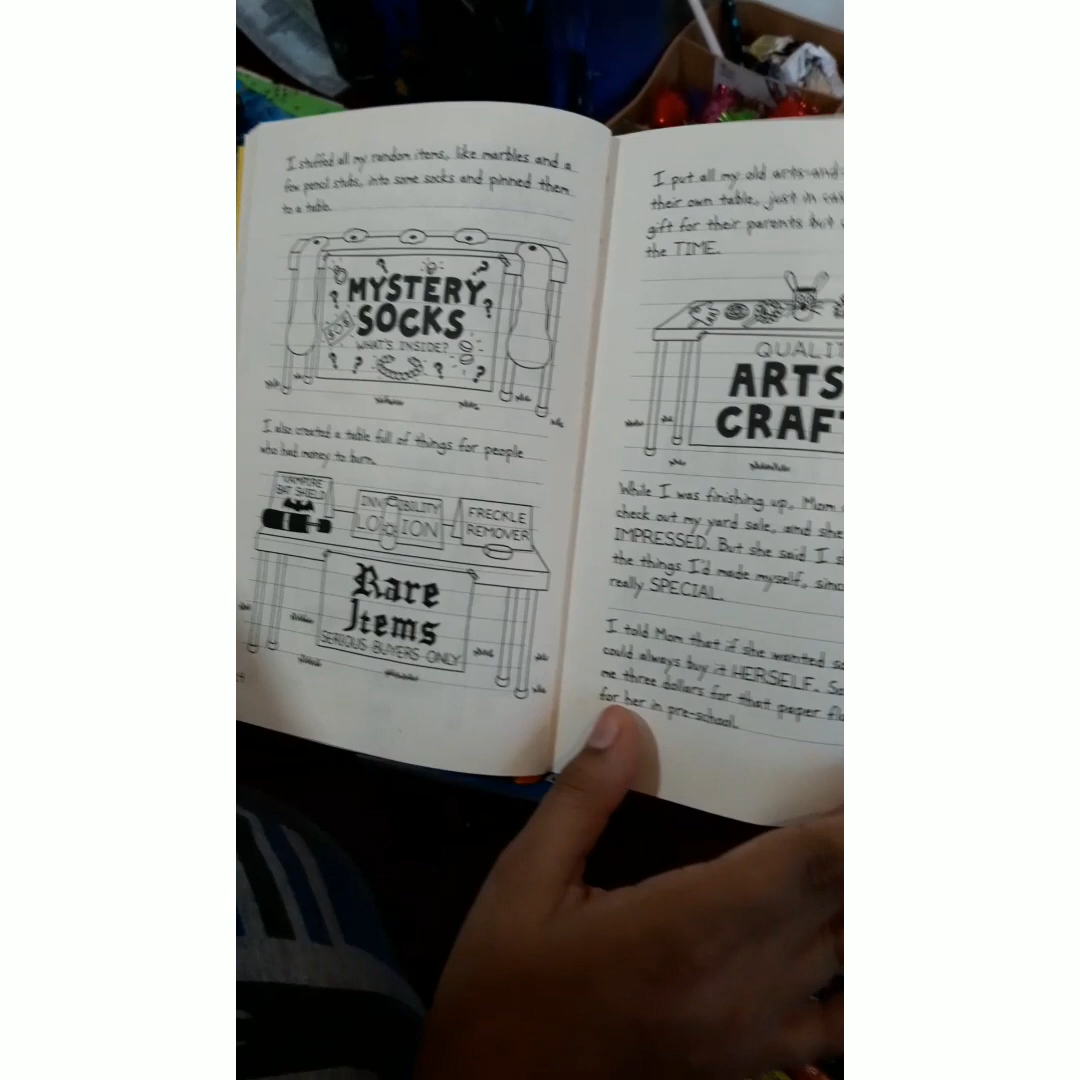 I stuffed all my random items, like marbles and a
few pencil stubs, into some socks and pinned them
to a table.
MYSTERY
SOCKS
WHAT'S INSIDE?
I also created a table full of things for people
who had money to burn.
VAMPIRE
BAT SHIELD
INVISIBILITY
LOTION
FRECKLE
REMOVER
Rare
Items
SERIOUS BUYERS ONLY
I put all my old arts-and-
their own table, just in
gift for their parents but
the TIME.
QUALIT
ARTS
CRAF
While I was finishing up, Mom
check out my yard sale, and she
IMPRESSED. But she said I
the things I'd made myself,
really SPECIAL.
I told Mom that if she wanted
could always buy it HERSELF.
me three dollars for that paper
for her in pre-school.